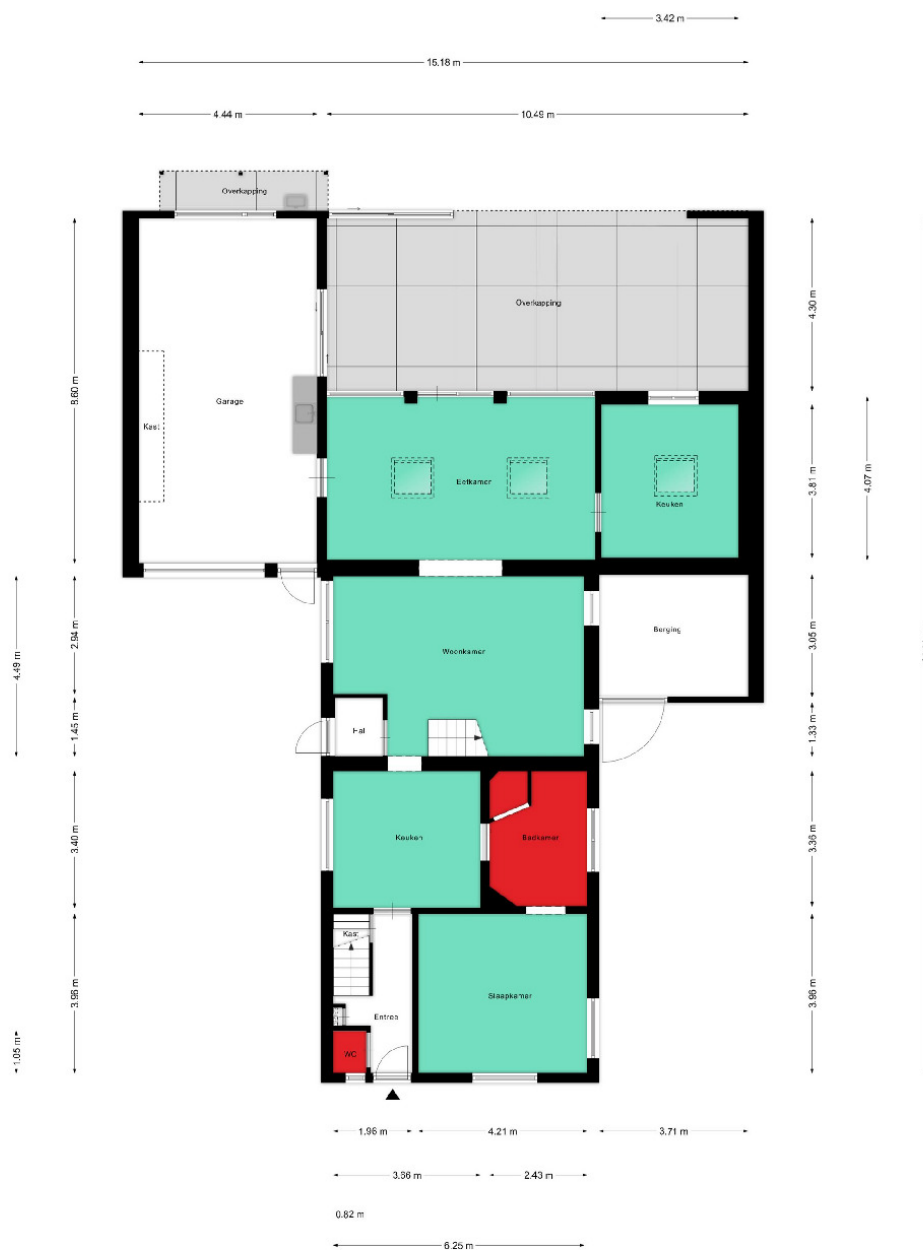 3.42 m
15.18 m
4.44 m
10.49 m
Overkapping
Overkapping
4.30 m
8.60 m
Garage
Kast
Eetkamer
Keuken
3.81 m
4.07 m
2.94 m
4.49 m
Woonkamer
Berging
3.05 m
1.45 m
Hal
1.33 m
3.40 m
Keuken
Badkamer
3.36 m
Kast
3.96 m
Slaapkamer
3.96 m
Entree
1.05 m
WC
1.96 m
4.21 m
3.71 m
3.66 m
2.43 m
0.82 m
6.25 m